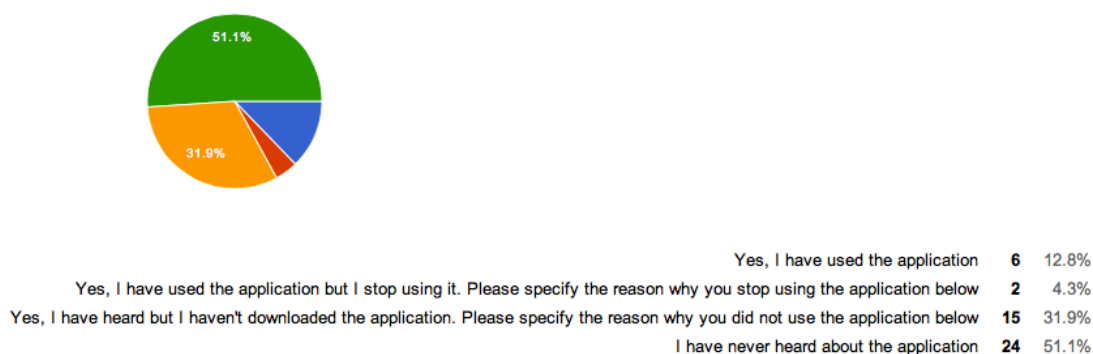 51.1%
31.9%
Yes, I have used the application 6 12.8%
Yes, I have used the application but I stop using it. Please specify the reason why you stop using the application below 2 4.3%
Yes, I have heard but I haven't downloaded the application. Please specify the reason why you did not use the application below 15 31.9%
I have never heard about the application 24 51.1%